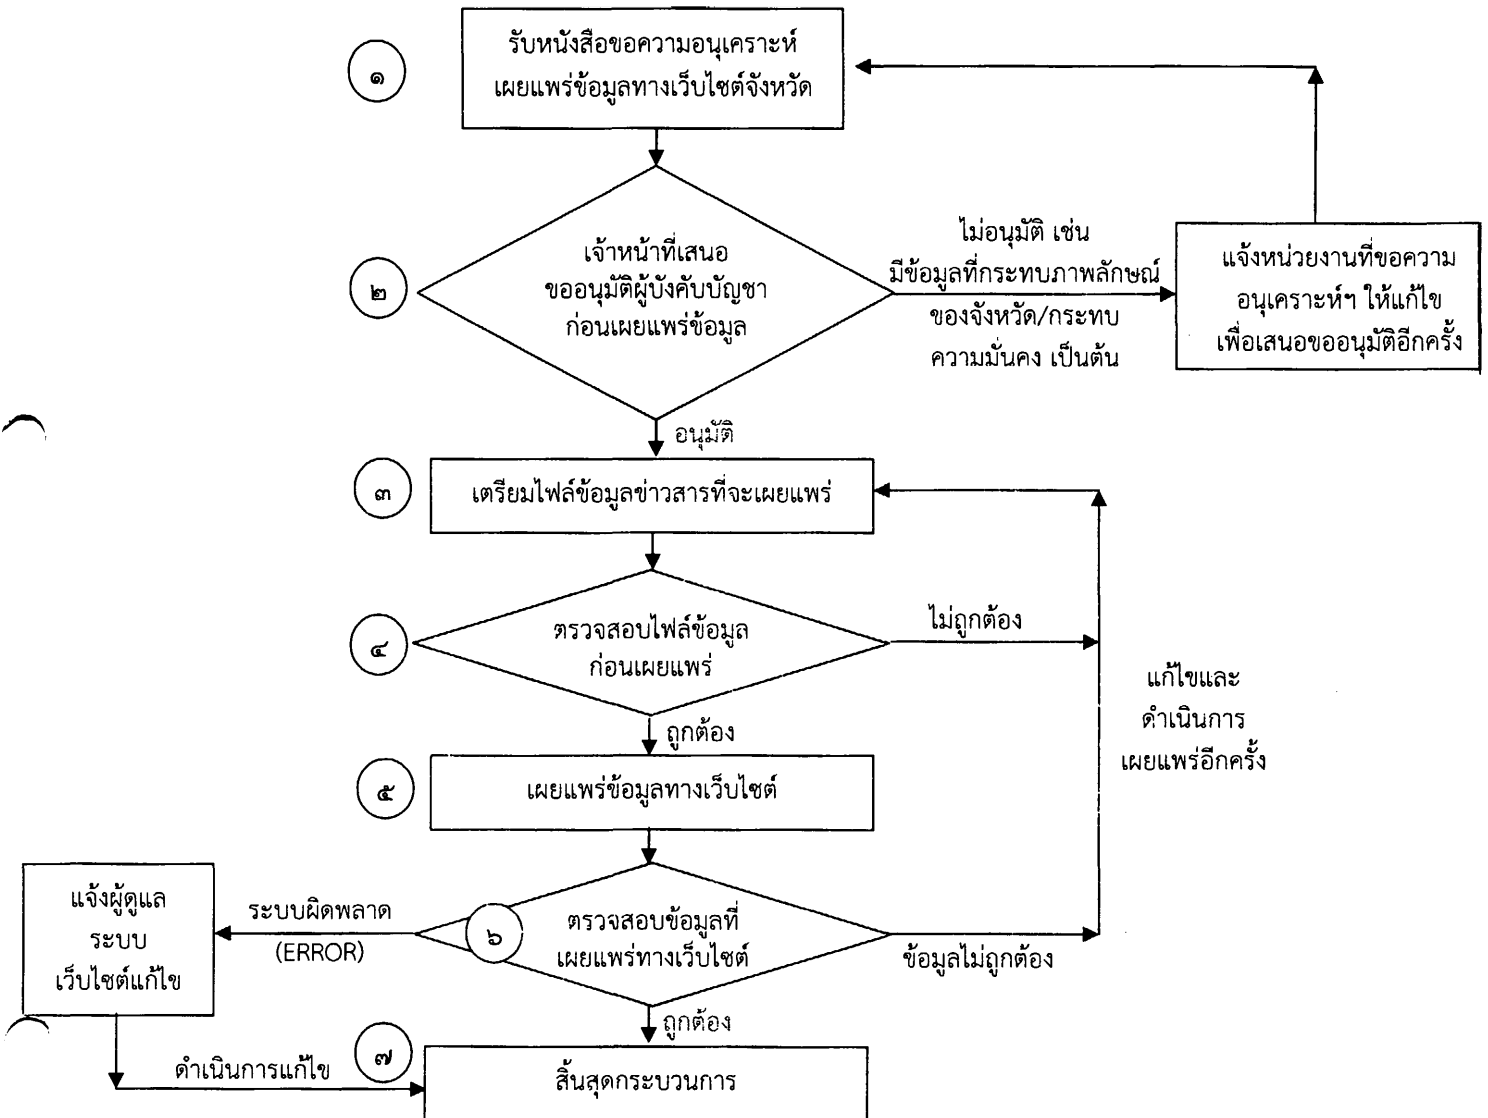 ๑
รับหนังสือขอความอนุเคราะห์
เผยแพร่ข้อมูลทางเว็บไซต์จังหวัด
๒
เจ้าหน้าที่เสนอ
ขออนุมัติผู้บังคับบัญชา
ก่อนเผยแพร่ข้อมูล
ไม่อนุมัติ เช่น
มีข้อมูลที่กระทบภาพลักษณ์
ของจังหวัด/กระทบ
ความมั่นคง เป็นต้น
แจ้งหน่วยงานที่ขอความ
อนุเคราะห์ฯ ให้แก้ไข
เพื่อเสนอขออนุมัติอีกครั้ง
อนุมัติ
๓
เตรียมไฟล์ข้อมูลข่าวสารที่จะเผยแพร่
๔
ตรวจสอบไฟล์ข้อมูล
ก่อนเผยแพร่
ไม่ถูกต้อง
แก้ไขและ
ดำเนินการ
เผยแพร่อีกครั้ง
ถูกต้อง
๕
เผยแพร่ข้อมูลทางเว็บไซต์
แจ้งผู้ดูแล
ระบบ
เว็บไซต์แก้ไข
ระบบผิดพลาด
(ERROR)
๖
ตรวจสอบข้อมูลที่
เผยแพร่ทางเว็บไซต์
ข้อมูลไม่ถูกต้อง
ถูกต้อง
๗
ดำเนินการแก้ไข
สิ้นสุดกระบวนการ